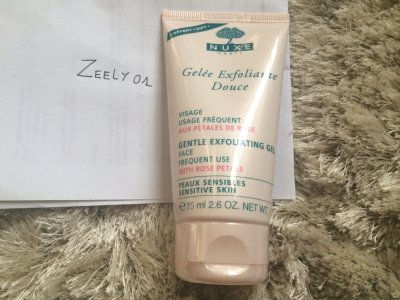 ZEELY01
OFFERT - GIFT
NUXE
PARIS
Gelée Exfoliante
Douce
VISAGE
USAGE FRÉQUENT
AUX PÉTALES DE ROSE
GENTLE EXFOLIATING GEL
FACE
FREQUENT USE
WITH ROSE PETALS
PEAUX SENSIBLES
SENSITIVE SKIN
e 75 ml 2.6 OZ. NET WT